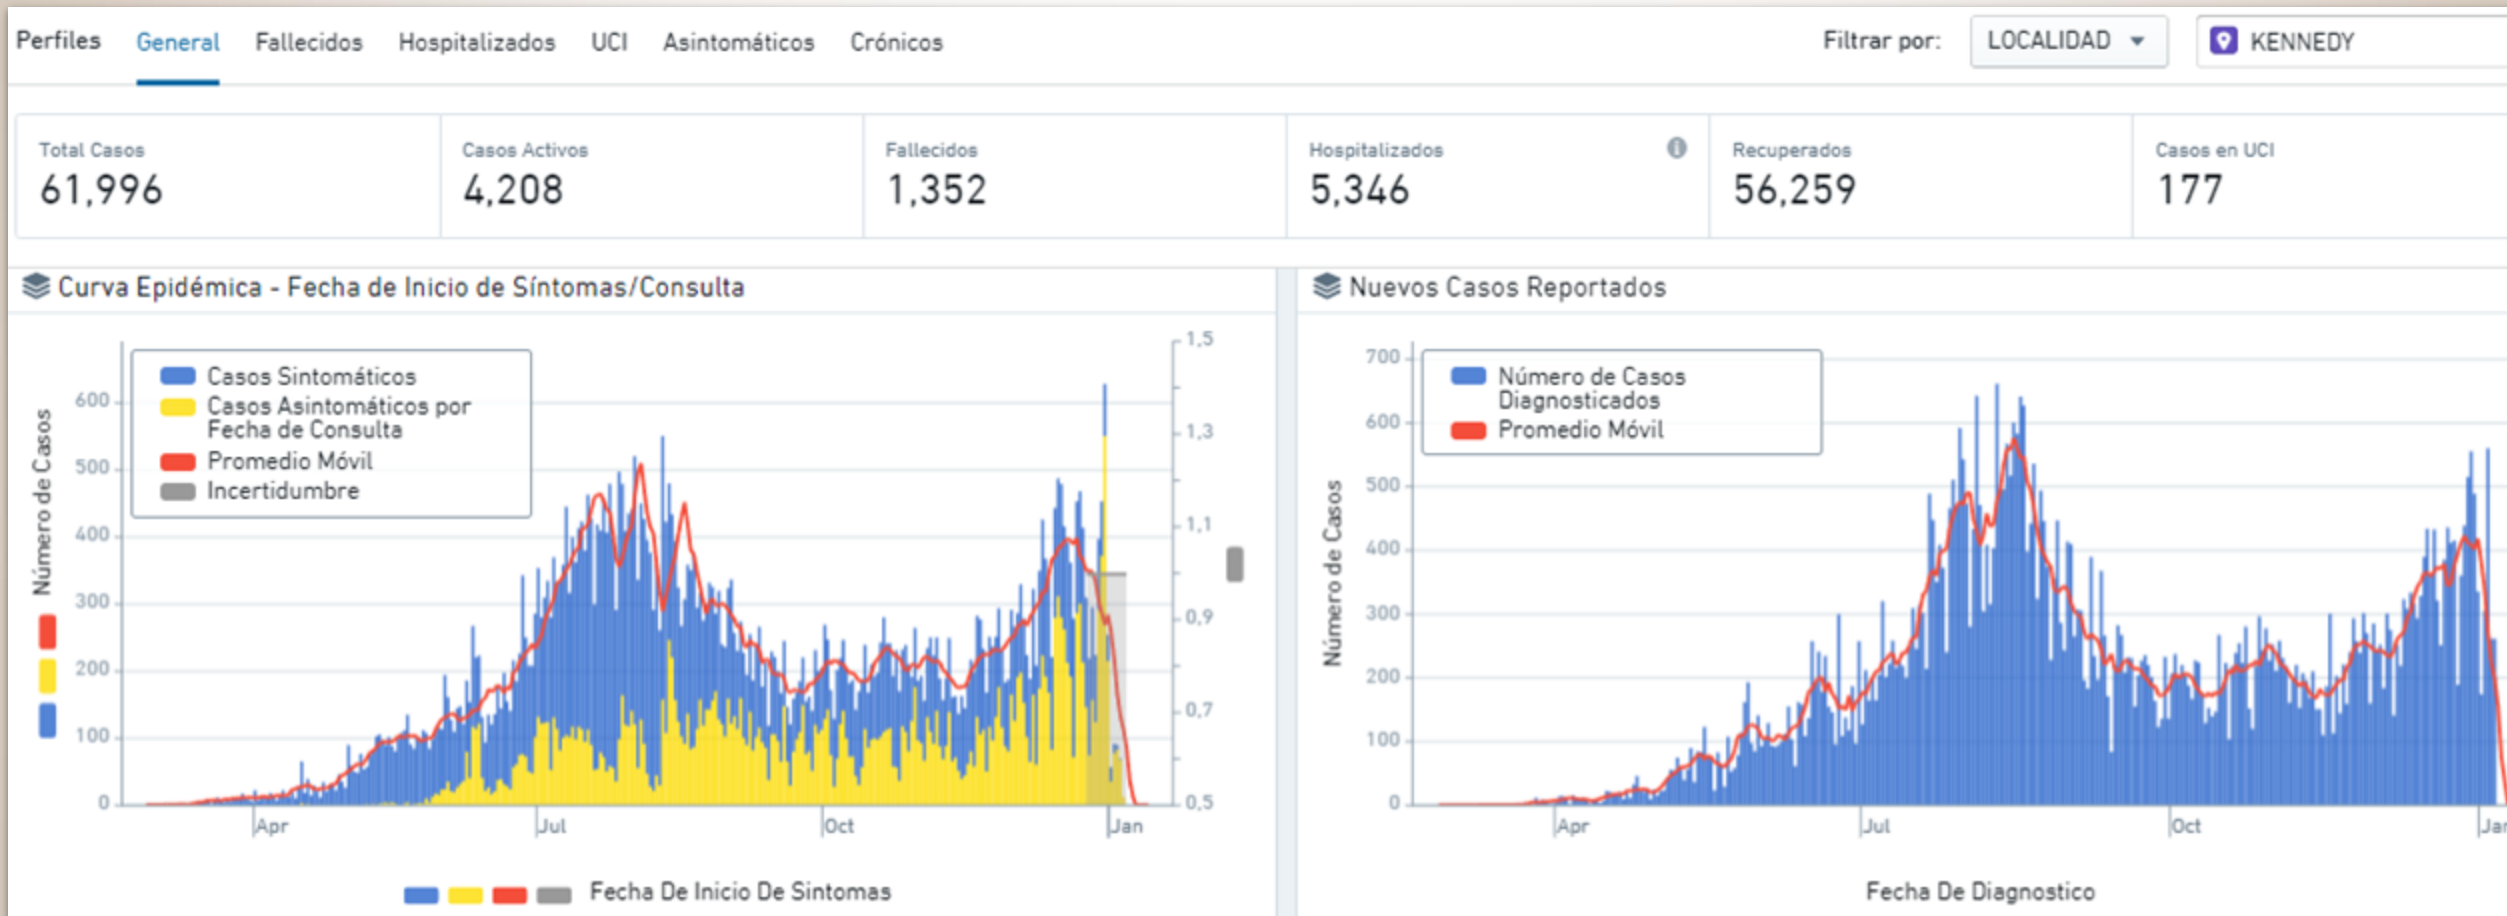 Perfiles General Fallecidos Hospitalizados UCI Asintomáticos Crónicos Filtrar por: LOCALIDAD KENNEDY
Total Casos
61,996
Casos Activos
4,208
Fallecidos
1,352
Hospitalizados
5,346
Recuperados
56,259
Casos en UCI
177
Curva Epidémica - Fecha de Inicio de Síntomas/Consulta
Número de Casos
600
500
400
300
200
100
0
Casos Sintomáticos
Casos Asintomáticos por
Fecha de Consulta
Promedio Móvil
Incertidumbre
1,5
1,3
1,1
0,9
0,7
0,5
Apr Jul Oct Jan
Fecha De Inicio De Sintomas
Nuevos Casos Reportados
Número de Casos
700
600
500
400
300
200
100
0
Número de Casos
Diagnosticados
Promedio Móvil
Apr Jul Oct Jan
Fecha De Diagnostico